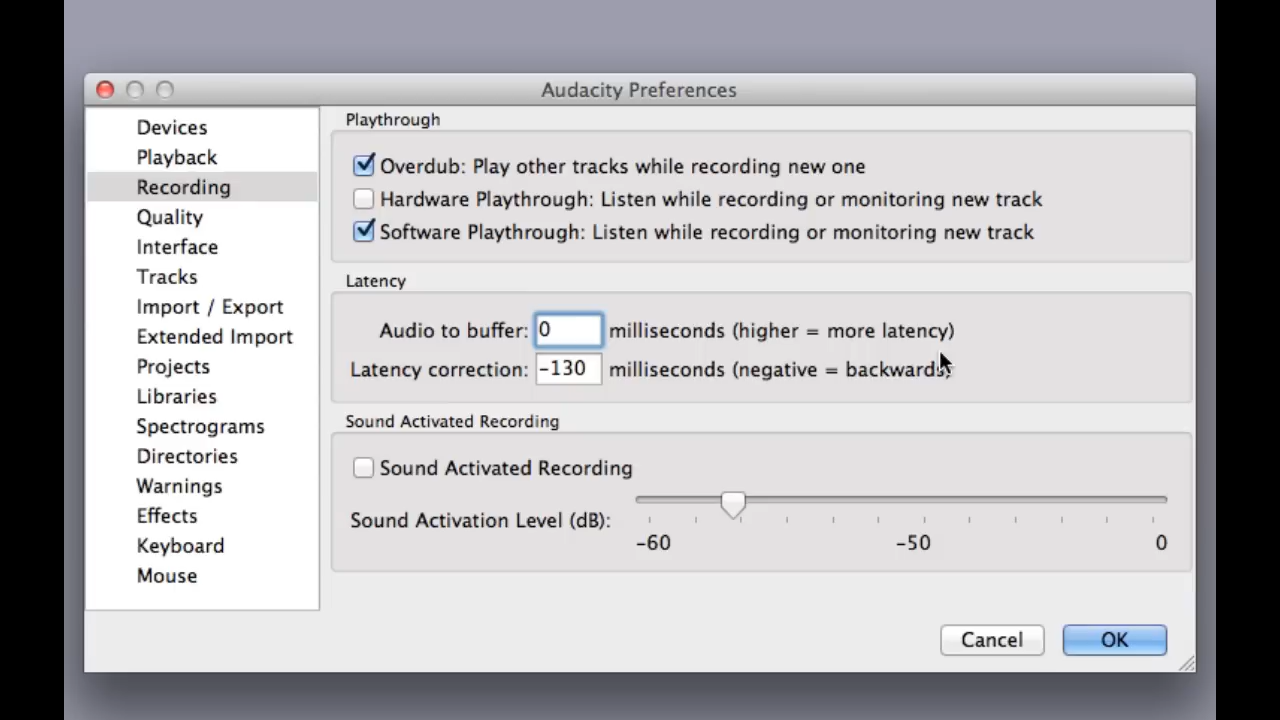 Audacity Preferences
Devices
Playback
Recording
Quality
Interface
Tracks
Import / Export
Extended Import
Projects
Libraries
Spectrograms
Directories
Warnings
Effects
Keyboard
Mouse
Playthrough
Overdub: Play other tracks while recording new one
Hardware Playthrough: Listen while recording or monitoring new track
Software Playthrough: Listen while recording or monitoring new track
Latency
Audio to buffer: 0 milliseconds (higher = more latency)
Latency correction: -130 milliseconds (negative = backwards)
Sound Activated Recording
Sound Activated Recording
Sound Activation Level (dB):
-60 -50 0
Cancel OK